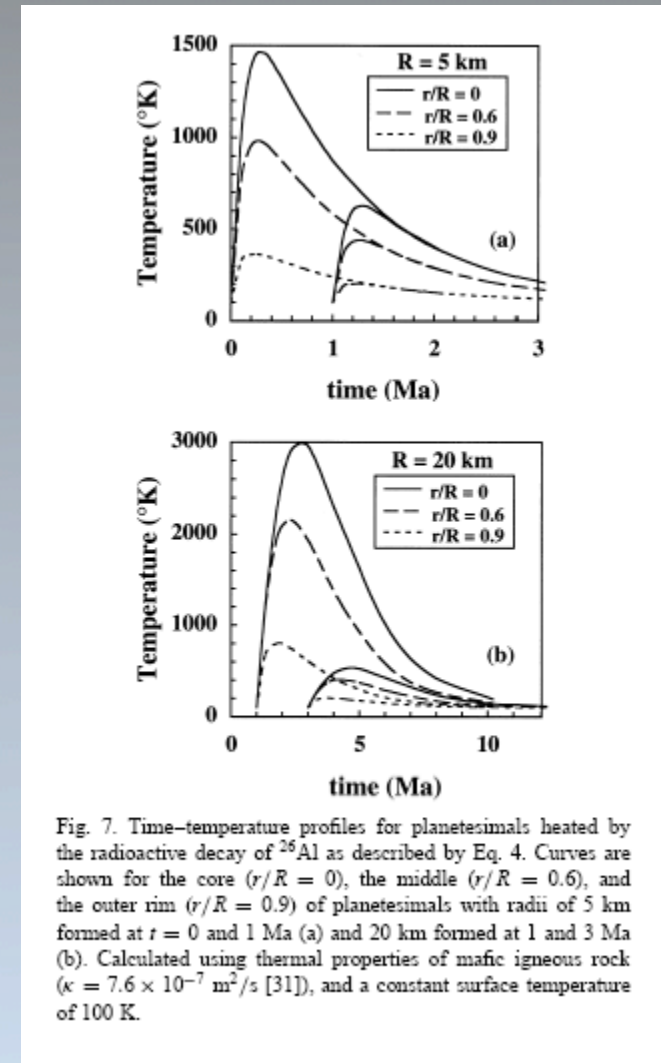 1500
R = 5 km
r/R = 0
r/R = 0.6
r/R = 0.9
1000
Temperature (°K)
500
(a)
0
0 1 2 3
time (Ma)
3000
R = 20 km
r/R = 0
r/R = 0.6
r/R = 0.9
2000
Temperature (°K)
1000
(b)
0
0 5 10
time (Ma)
Fig. 7. Time–temperature profiles for planetesimals heated by
the radioactive decay of ²⁶Al as described by Eq. 4. Curves are
shown for the core (r/R = 0), the middle (r/R = 0.6), and
the outer rim (r/R = 0.9) of planetesimals with radii of 5 km
formed at t = 0 and 1 Ma (a) and 20 km formed at 1 and 3 Ma
(b). Calculated using thermal properties of mafic igneous rock
(κ = 7.6 × 10⁻⁷ m²/s [31]), and a constant surface temperature
of 100 K.